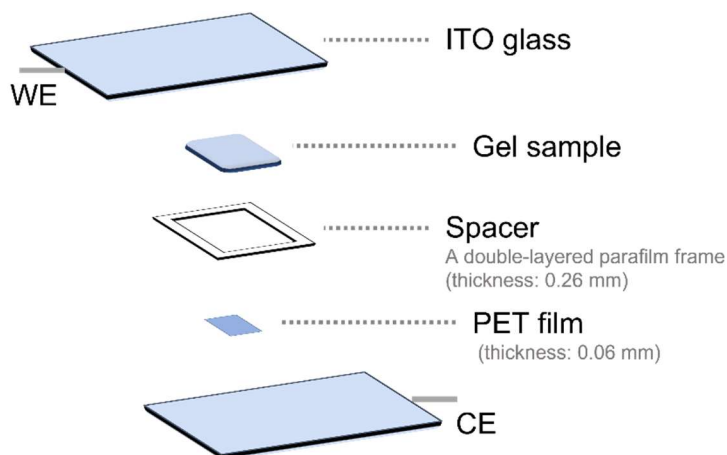 ITO glass
WE
Gel sample
Spacer
A double-layered parafilm frame
(thickness: 0.26 mm)
PET film
(thickness: 0.06 mm)
CE